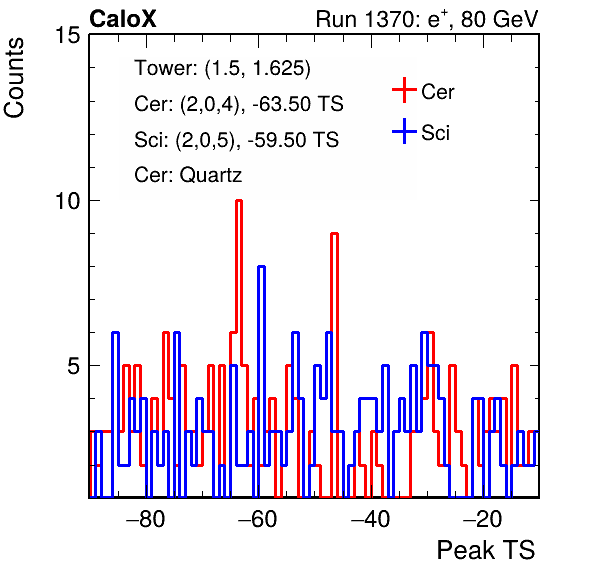 CaloX Run 1370: e⁺, 80 GeV
Counts
15
Tower: (1.5, 1.625)
Cer: (2,0,4), -63.50 TS
Sci: (2,0,5), -59.50 TS
Cer: Quartz
Cer
Sci
10
5
−80 −60 −40 −20
Peak TS